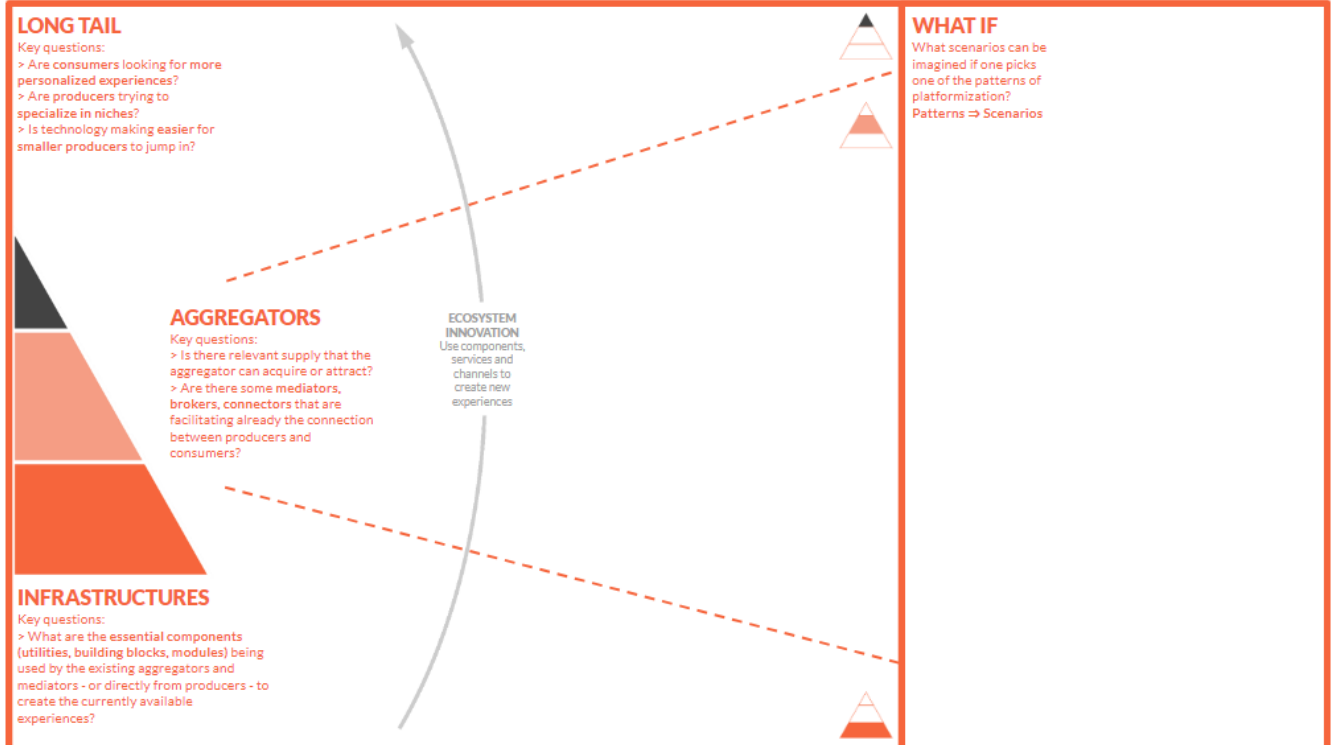 LONG TAIL
Key questions:
> Are consumers looking for more
personalized experiences?
> Are producers trying to
specialize in niches?
> Is technology making easier for
smaller producers to jump in?
AGGREGATORS
Key questions:
> Is there relevant supply that the
aggregator can acquire or attract?
> Are there some mediators,
brokers, connectors that are
facilitating already the connection
between producers and
consumers?
INFRASTRUCTURES
Key questions:
> What are the essential components
(utilities, building blocks, modules) being
used by the existing aggregators and
mediators - or directly from producers - to
create the currently available
experiences?
ECOSYSTEM
INNOVATION
Use components,
services and
channels to
create new
experiences
WHAT IF
What scenarios can be
imagined if one picks
one of the patterns of
platformization?
Patterns ⇒ Scenarios